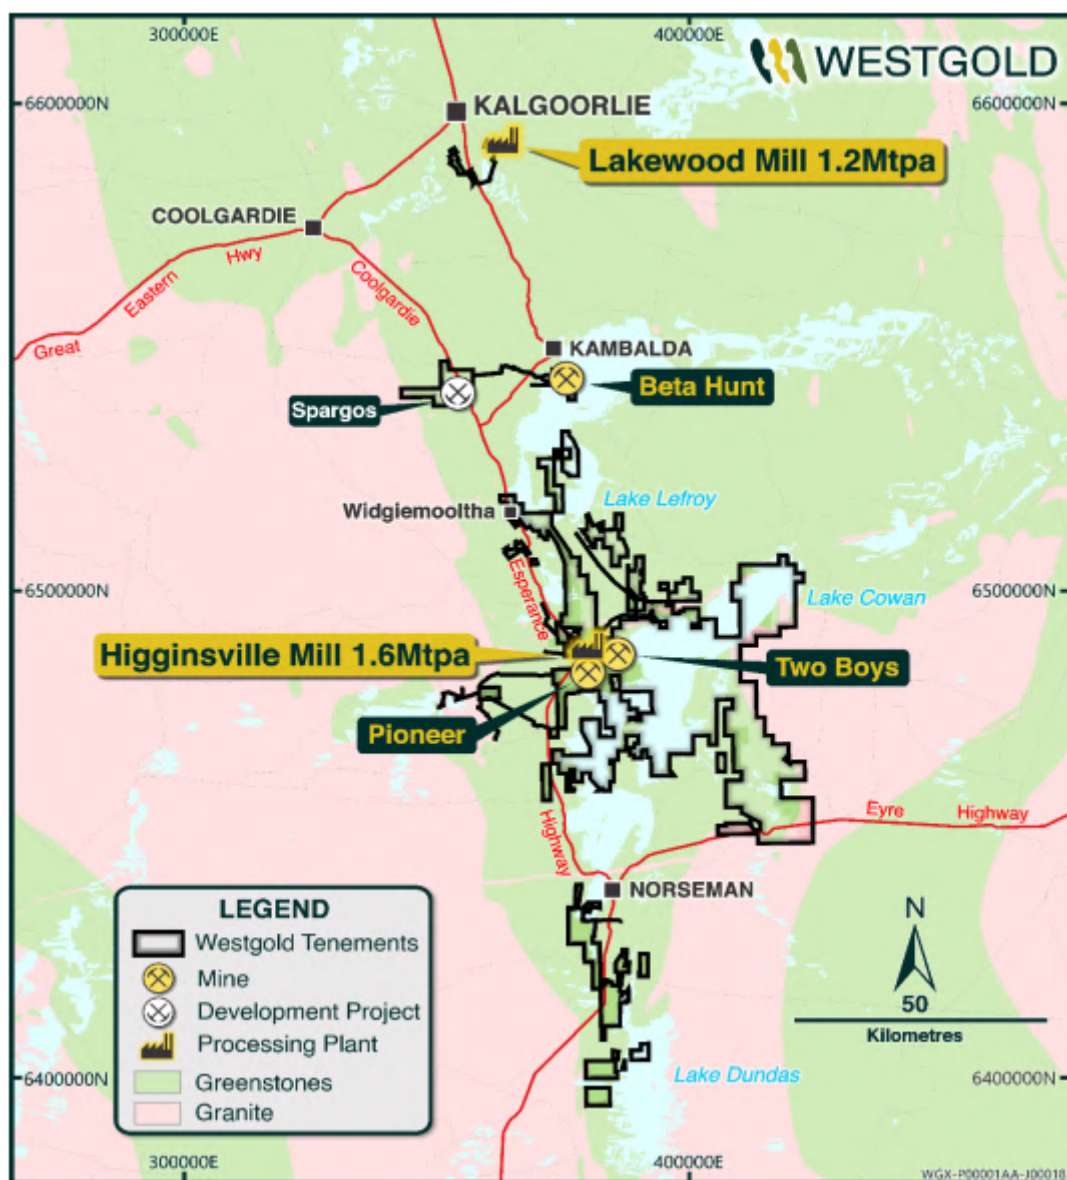 300000E
400000E
WESTGOLD
6600000N
KALGOORLIE
6600000N
Lakewood Mill 1.2Mtpa
COOLGARDIE
Great Eastern Hwy
Coolgardie
KAMBALDA
Beta Hunt
Spargos
Lake Lefroy
Widgiemooltha
Esperance
6500000N
6500000N
Lake Cowan
Higginsville Mill 1.6Mtpa
Two Boys
Pioneer
Highway
Eyre Highway
NORSEMAN
LEGEND
Westgold Tenements
Mine
Development Project
Processing Plant
Greenstones
Granite
N
50
Kilometres
6400000N
Lake Dundas
6400000N
300000E
400000E
WGX-P00001AA-J00018